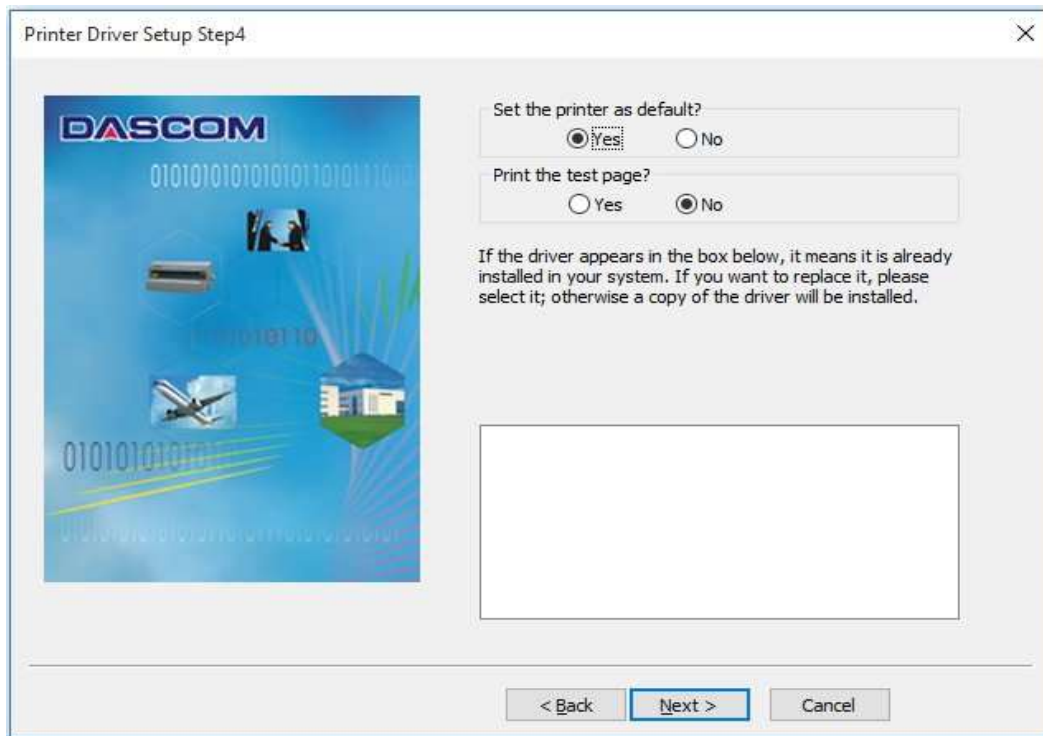 Printer Driver Setup Step4
DASCOM
Set the printer as default?
Yes No
Print the test page?
Yes No
If the driver appears in the box below, it means it is already
installed in your system. If you want to replace it, please
select it; otherwise a copy of the driver will be installed.
< Back Next > Cancel